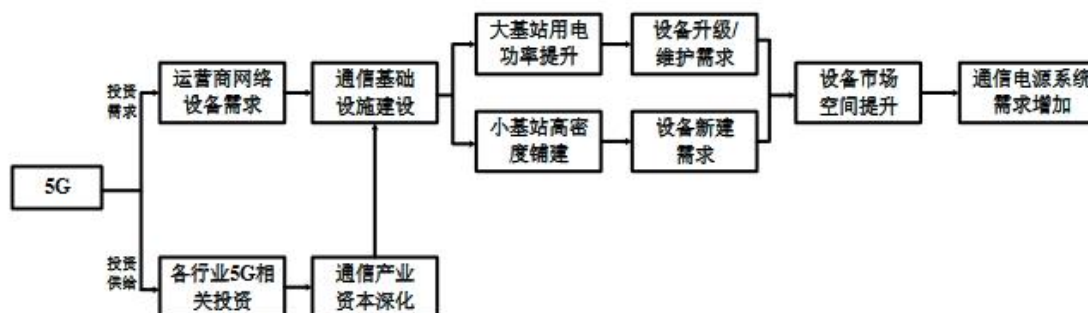 5G
投资
需求
运营商网络
设备需求
通信基础
设施建设
大基站用电
功率提升
设备升级/
维护需求
小基站高密
度铺建
设备新建
需求
设备市场
空间提升
通信电源系统
需求增加
投资
供给
各行业5G相
关投资
通信产业
资本深化